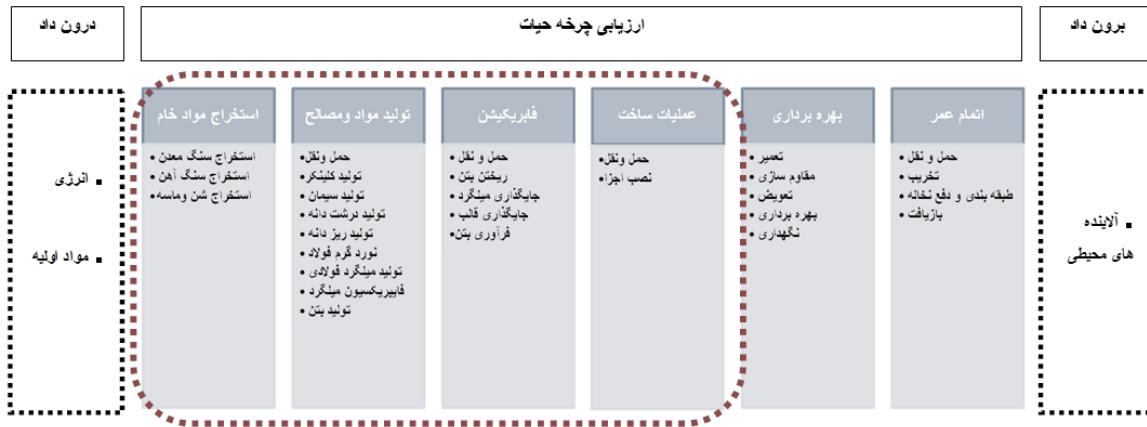 درون داد
ارزیابی چرخه حیات
برون داد
انرژی
مواد اولیه
استخراج مواد خام
استخراج سنگ معدن
استخراج سنگ آهن
استخراج شن وماسه
تولید مواد ومصالح
حمل ونقل
تولید کلینکر
تولید سیمان
تولید درشت دانه
تولید ریز دانه
نورد گرم فولاد
تولید میلگرد فولادی
فابیریکسیون میلگرد
تولید بتن
فابریکیشن
حمل و نقل
ریختن بتن
جایگذاری میلگرد
جایگذاری قالب
فرآوری بتن
عملیات ساخت
حمل ونقل
نصب اجزا
بهره برداری
تعمیر
مقاوم سازی
تعویض
بهره برداری
نگهداری
اتمام عمر
حمل و نقل
تخریب
طبقه بندی و دفع نخاله
بازیافت
آلاینده
های محیطی